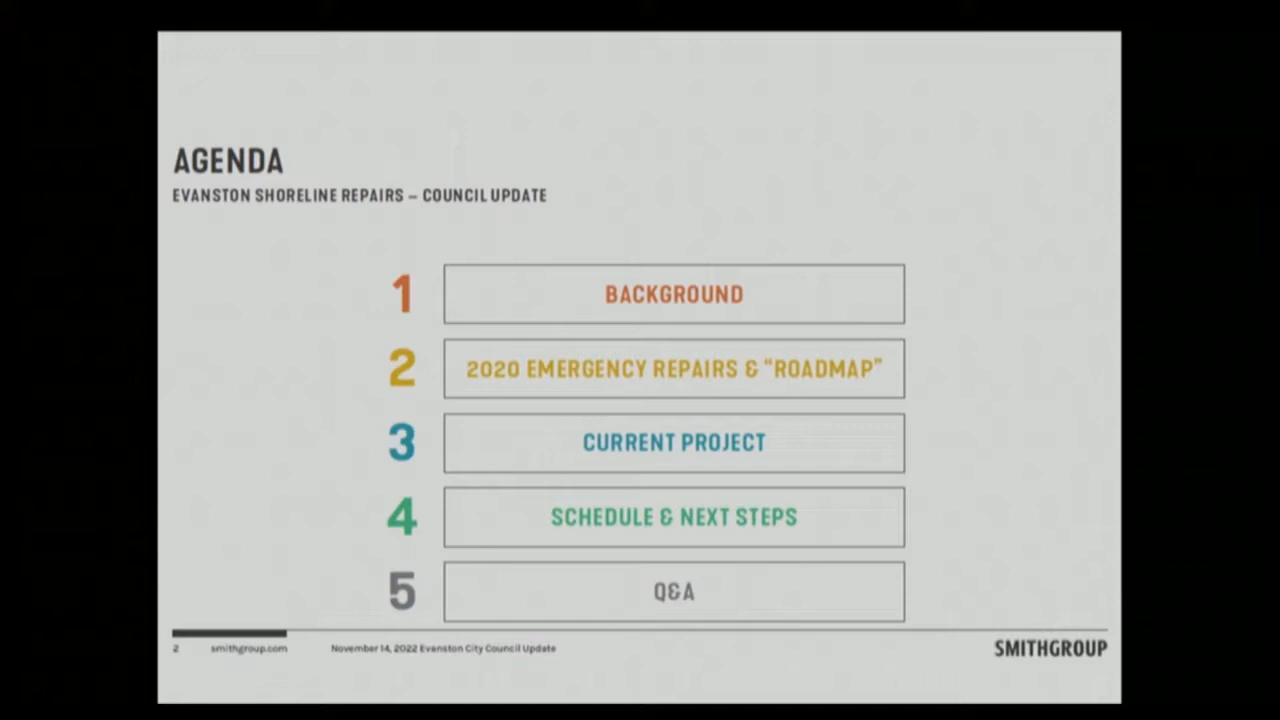 AGENDA
EVANSTON SHORELINE REPAIRS – COUNCIL UPDATE
1 BACKGROUND
2 2020 EMERGENCY REPAIRS & “ROADMAP”
3 CURRENT PROJECT
4 SCHEDULE & NEXT STEPS
5 Q&A
2 smithgroup.com November 14, 2022 Evanston City Council Update SMITHGROUP